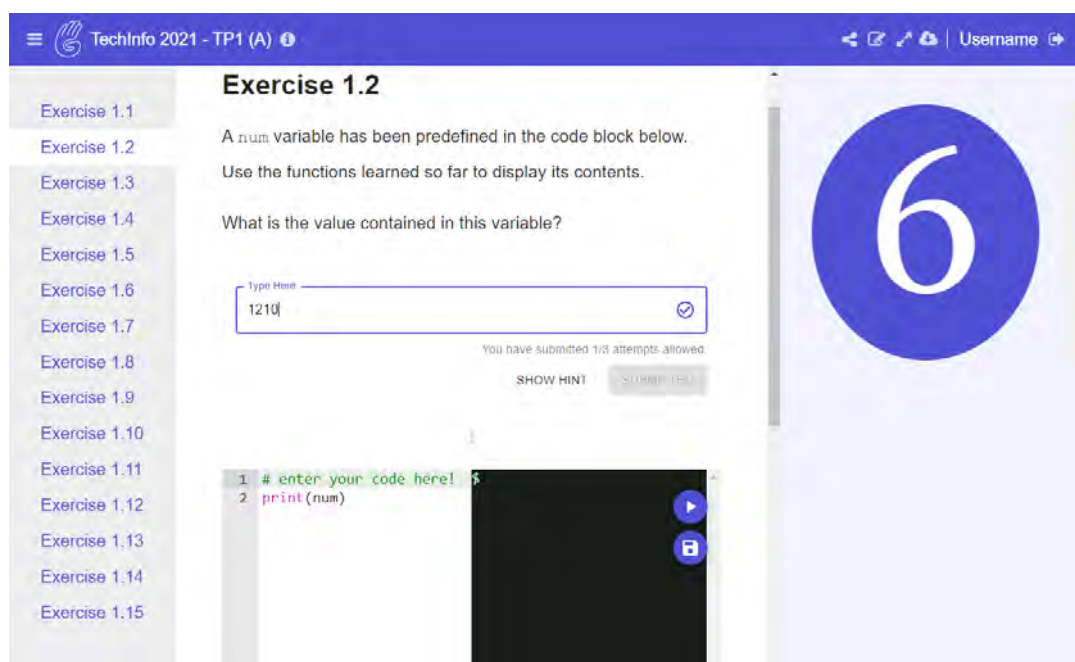 TechInfo 2021 - TP1 (A)
Username
Exercise 1.1
Exercise 1.2
Exercise 1.3
Exercise 1.4
Exercise 1.5
Exercise 1.6
Exercise 1.7
Exercise 1.8
Exercise 1.9
Exercise 1.10
Exercise 1.11
Exercise 1.12
Exercise 1.13
Exercise 1.14
Exercise 1.15
Exercise 1.2
A num variable has been predefined in the code block below.
Use the functions learned so far to display its contents.
What is the value contained in this variable?
Type Here
1210
You have submitted 1/3 attempts allowed.
SHOW HINT
1 # enter your code here!
2 print(num)
$
6